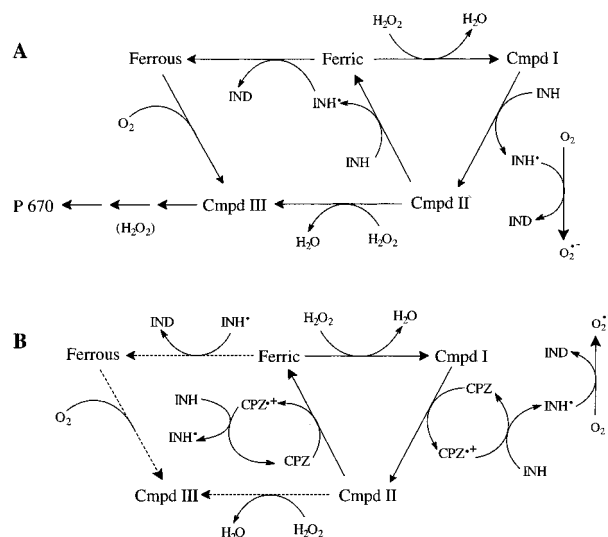 A
H₂O₂
H₂O
Ferrous
Ferric
Cmpd I
IND
INH•
INH
O₂
O₂
INH•
INH
P 670
Cmpd III
Cmpd II
IND
(H₂O₂)
H₂O
H₂O₂
O₂•-
B
IND
INH•
H₂O₂
H₂O
O₂•
Ferrous
Ferric
Cmpd I
IND
INH
CPZ•+
CPZ
INH•
O₂
O₂
INH•
CPZ
CPZ•+
INH
Cmpd III
Cmpd II
H₂O
H₂O₂